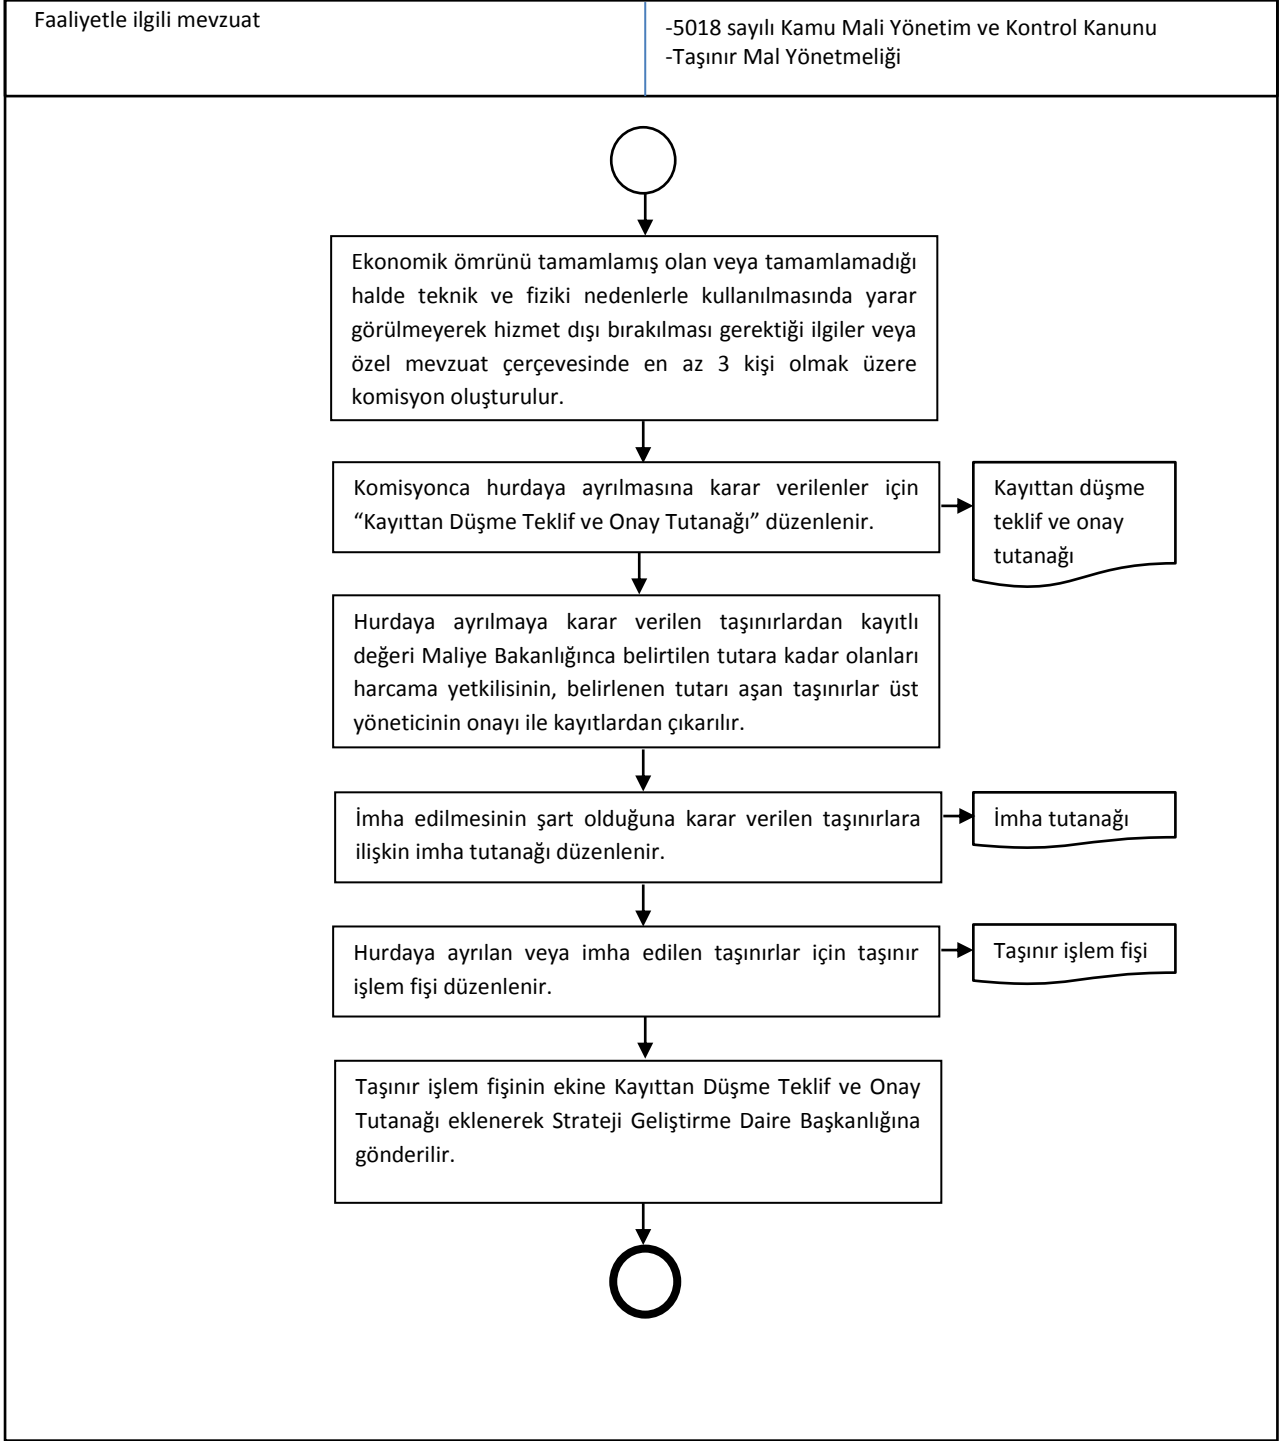 Faaliyetle ilgili mevzuat
-5018 sayılı Kamu Mali Yönetim ve Kontrol Kanunu
-Taşınır Mal Yönetmeliği
Ekonomik ömrünü tamamlamış olan veya tamamlamadığı
halde teknik ve fiziki nedenlerle kullanılmasında yarar
görülmeyerek hizmet dışı bırakılması gerektiği ilgiler veya
özel mevzuat çerçevesinde en az 3 kişi olmak üzere
komisyon oluşturulur.
Komisyonca hurdaya ayrılmasına karar verilenler için
“Kayıttan Düşme Teklif ve Onay Tutanağı” düzenlenir.
Kayıttan düşme
teklif ve onay
tutanağı
Hurdaya ayrılmaya karar verilen taşınırlardan kayıtlı
değeri Maliye Bakanlığınca belirtilen tutara kadar olanları
harcama yetkilisinin, belirlenen tutarı aşan taşınırlar üst
yöneticinin onayı ile kayıtlardan çıkarılır.
İmha edilmesinin şart olduğuna karar verilen taşınırlara
ilişkin imha tutanağı düzenlenir.
İmha tutanağı
Hurdaya ayrılan veya imha edilen taşınırlar için taşınır
işlem fişi düzenlenir.
Taşınır işlem fişi
Taşınır işlem fişinin ekine Kayıttan Düşme Teklif ve Onay
Tutanağı eklenerek Strateji Geliştirme Daire Başkanlığına
gönderilir.